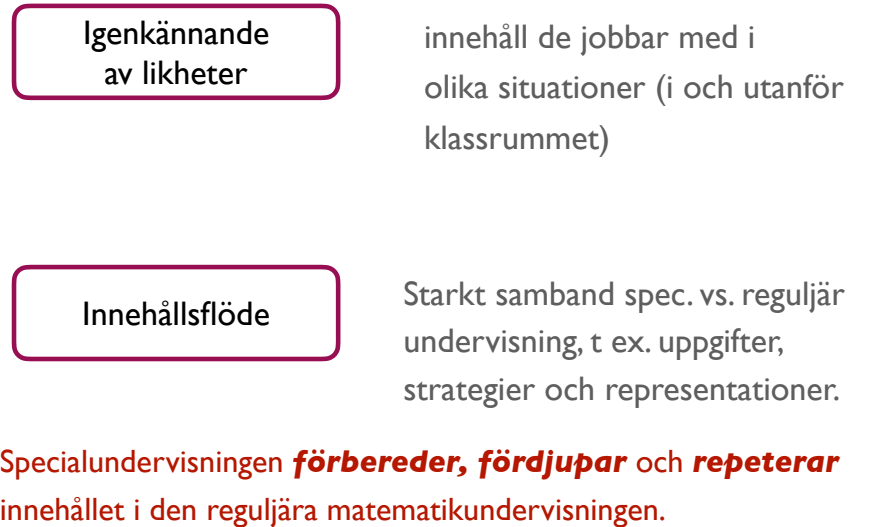 Igenkännande
av likheter
innehåll de jobbar med i
olika situationer (i och utanför
klassrummet)
Innehållsflöde
Starkt samband spec. vs. reguljär
undervisning, t ex. uppgifter,
strategier och representationer.
Specialundervisningen förbereder, fördjupar och repeterar
innehållet i den reguljära matematikundervisningen.